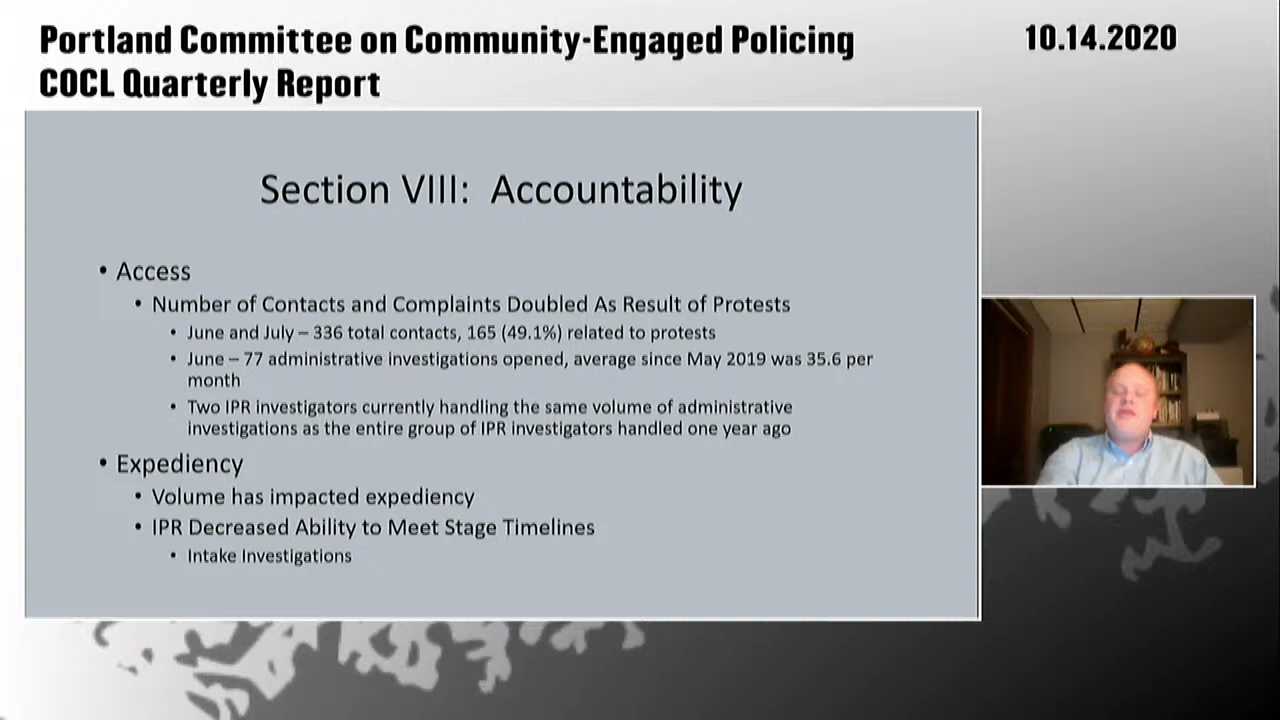 Portland Committee on Community-Engaged Policing
COCL Quarterly Report
10.14.2020
Section VIII:  Accountability
• Access
• Number of Contacts and Complaints Doubled As Result of Protests
• June and July – 336 total contacts, 165 (49.1%) related to protests
• June – 77 administrative investigations opened, average since May 2019 was 35.6 per
month
• Two IPR investigators currently handling the same volume of administrative
investigations as the entire group of IPR investigators handled one year ago
• Expediency
• Volume has impacted expediency
• IPR Decreased Ability to Meet Stage Timelines
• Intake Investigations